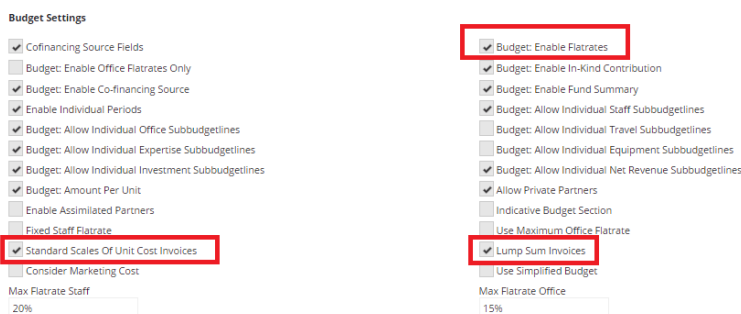 Budget Settings
Cofinancing Source Fields
Budget: Enable Flatrates
Budget: Enable Office Flatrates Only
Budget: Enable In-Kind Contribution
Budget: Enable Co-financing Source
Budget: Enable Fund Summary
Enable Individual Periods
Budget: Allow Individual Staff Subbudgetlines
Budget: Allow Individual Office Subbudgetlines
Budget: Allow Individual Travel Subbudgetlines
Budget: Allow Individual Expertise Subbudgetlines
Budget: Allow Individual Equipment Subbudgetlines
Budget: Allow Individual Investment Subbudgetlines
Budget: Allow Individual Net Revenue Subbudgetlines
Budget: Amount Per Unit
Allow Private Partners
Enable Assimilated Partners
Indicative Budget Section
Fixed Staff Flatrate
Use Maximum Office Flatrate
Standard Scales Of Unit Cost Invoices
Lump Sum Invoices
Consider Marketing Cost
Use Simplified Budget
Max Flatrate Staff
Max Flatrate Office
20%
15%